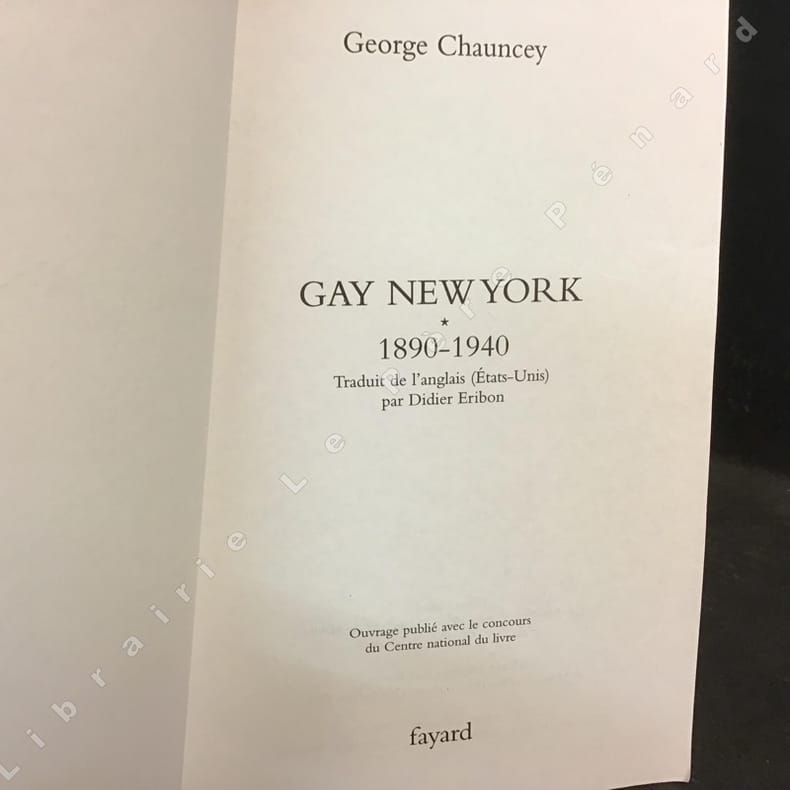 George Chauncey
GAY NEW YORK
★
1890–1940
Traduit de l'anglais (États-Unis)
par Didier Eribon
Ouvrage publié avec le concours
du Centre national du livre
fayard
Librairie Le Père Pénard